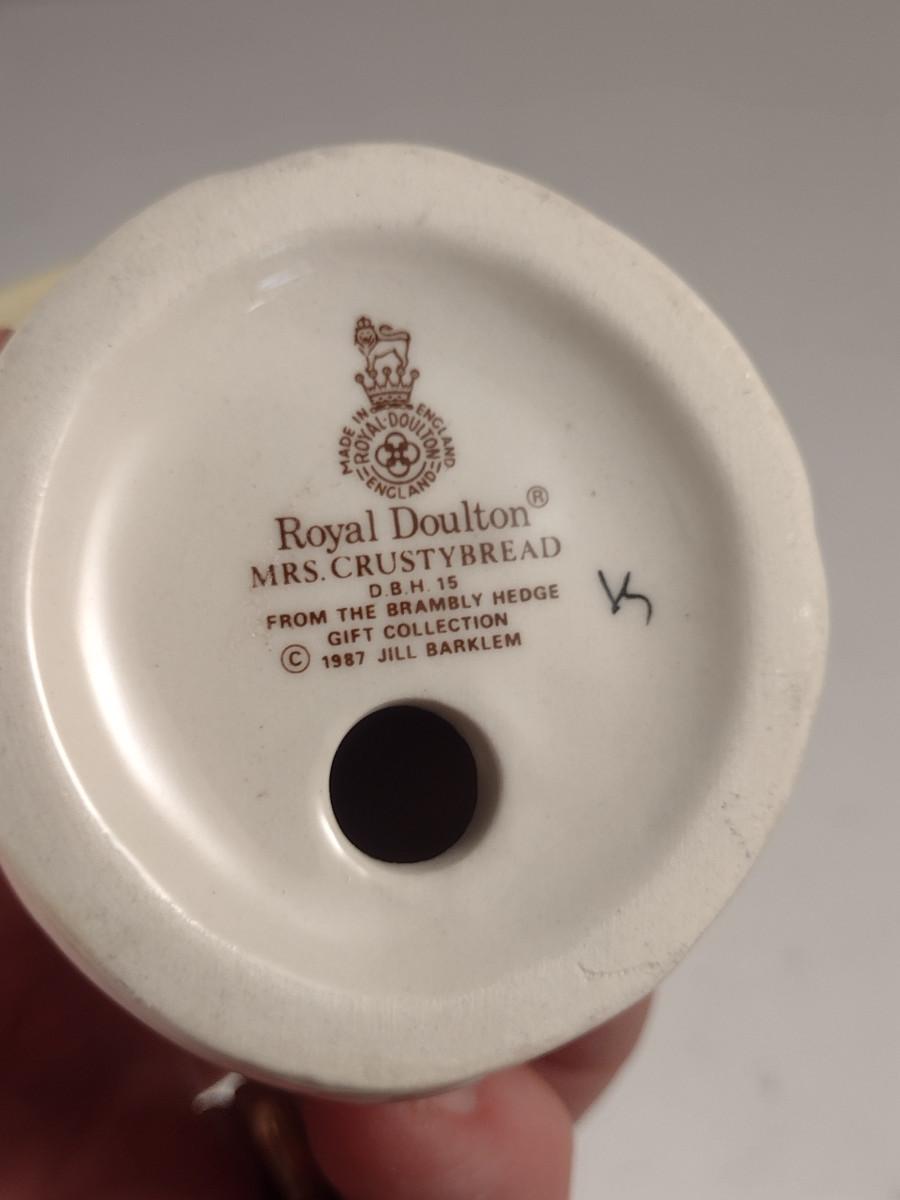 MADE IN ENGLAND
ROYAL·DOULTON
ENGLAND
Royal Doulton®
MRS. CRUSTYBREAD
D.B.H. 15
FROM THE BRAMBLY HEDGE
GIFT COLLECTION
© 1987 JILL BARKLEM